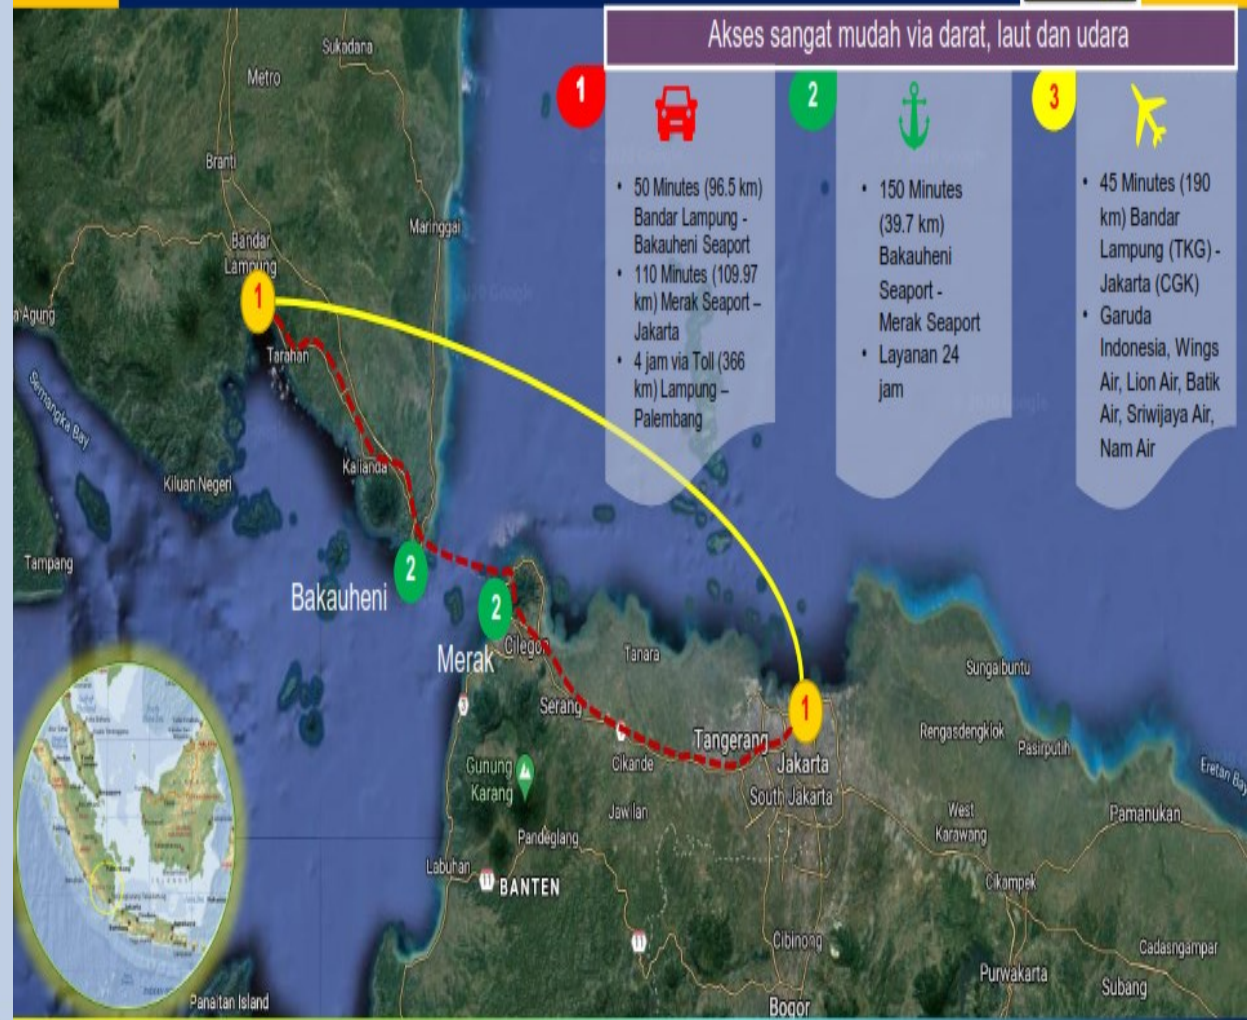 Akses sangat mudah via darat, laut dan udara
1
2
3
• 50 Minutes (96.5 km)
Bandar Lampung -
Bakauheni Seaport
• 110 Minutes (109.97
km) Merak Seaport –
Jakarta
• 4 jam via Toll (366
km) Lampung –
Palembang
• 150 Minutes
(39.7 km)
Bakauheni
Seaport -
Merak Seaport
• Layanan 24
jam
• 45 Minutes (190
km) Bandar
Lampung (TKG) -
Jakarta (CGK)
• Garuda
Indonesia, Wings
Air, Lion Air, Batik
Air, Sriwijaya Air,
Nam Air
Sukadana
Metro
Branti
Maringgai
Bandar
Lampung
1
a Agung
Tarahan
Semangka Bay
Kalianda
Kiluan Negeri
Tampang
2
Bakauheni
2
Merak
Cilegon
Tanara
Serang
Sungaibuntu
1
Tangerang
Jakarta
Rengasdengklok
Pasirputih
Eretan Bay
Cikande
Gunung
Karang
South Jakarta
Jawilan
West
Karawang
Pamanukan
Pandeglang
Labuhan
BANTEN
Cikampek
Cibinong
Cadasngampar
Purwakarta
Subang
Panaitan Island
Bogor